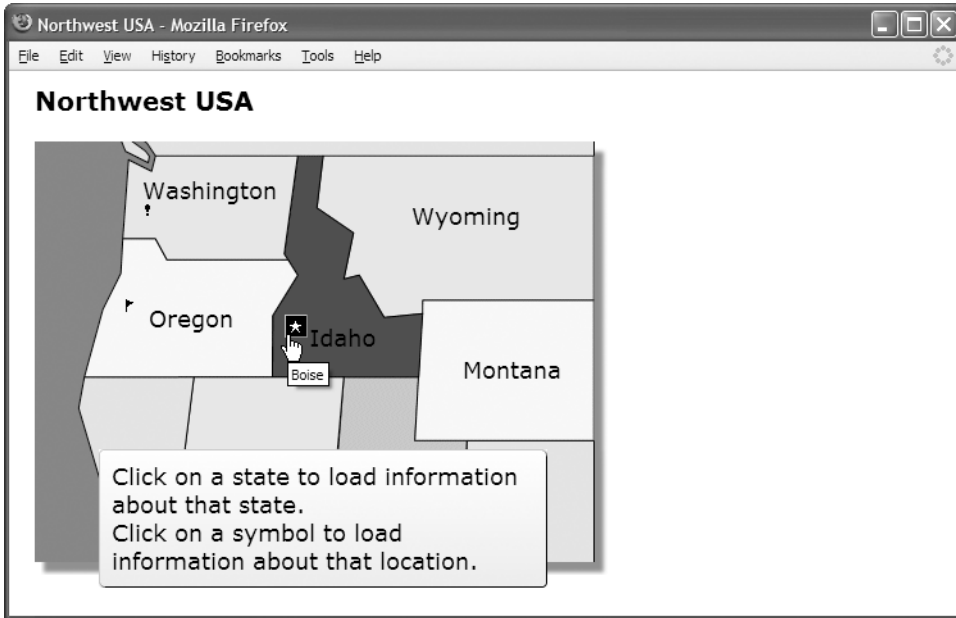 Northwest USA - Mozilla Firefox
File Edit View History Bookmarks Tools Help
Northwest USA
Washington
Wyoming
Oregon
Idaho
Boise
Montana
Click on a state to load information
about that state.
Click on a symbol to load
information about that location.